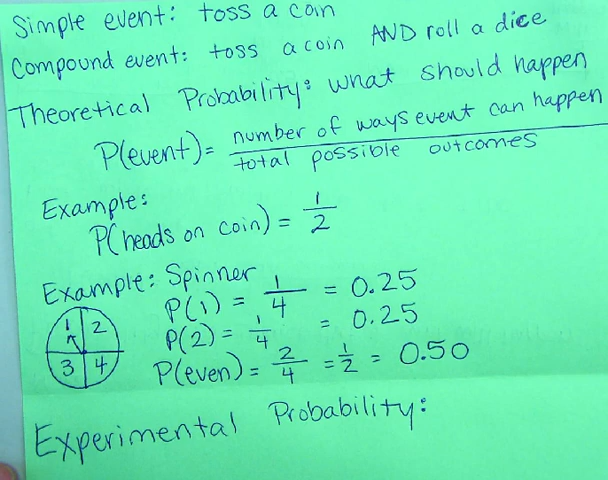 Simple event: toss a coin
Compound event: toss a coin AND roll a dice
Theoretical Probability: what should happen
P(event) = number of ways event can happen / total possible outcomes
Example:
P(heads on coin) = 1/2
Example: Spinner
P(1) = 1/4 = 0.25
P(2) = 1/4 = 0.25
P(even) = 2/4 = 1/2 = 0.50
1 2
3 4
Experimental Probability: